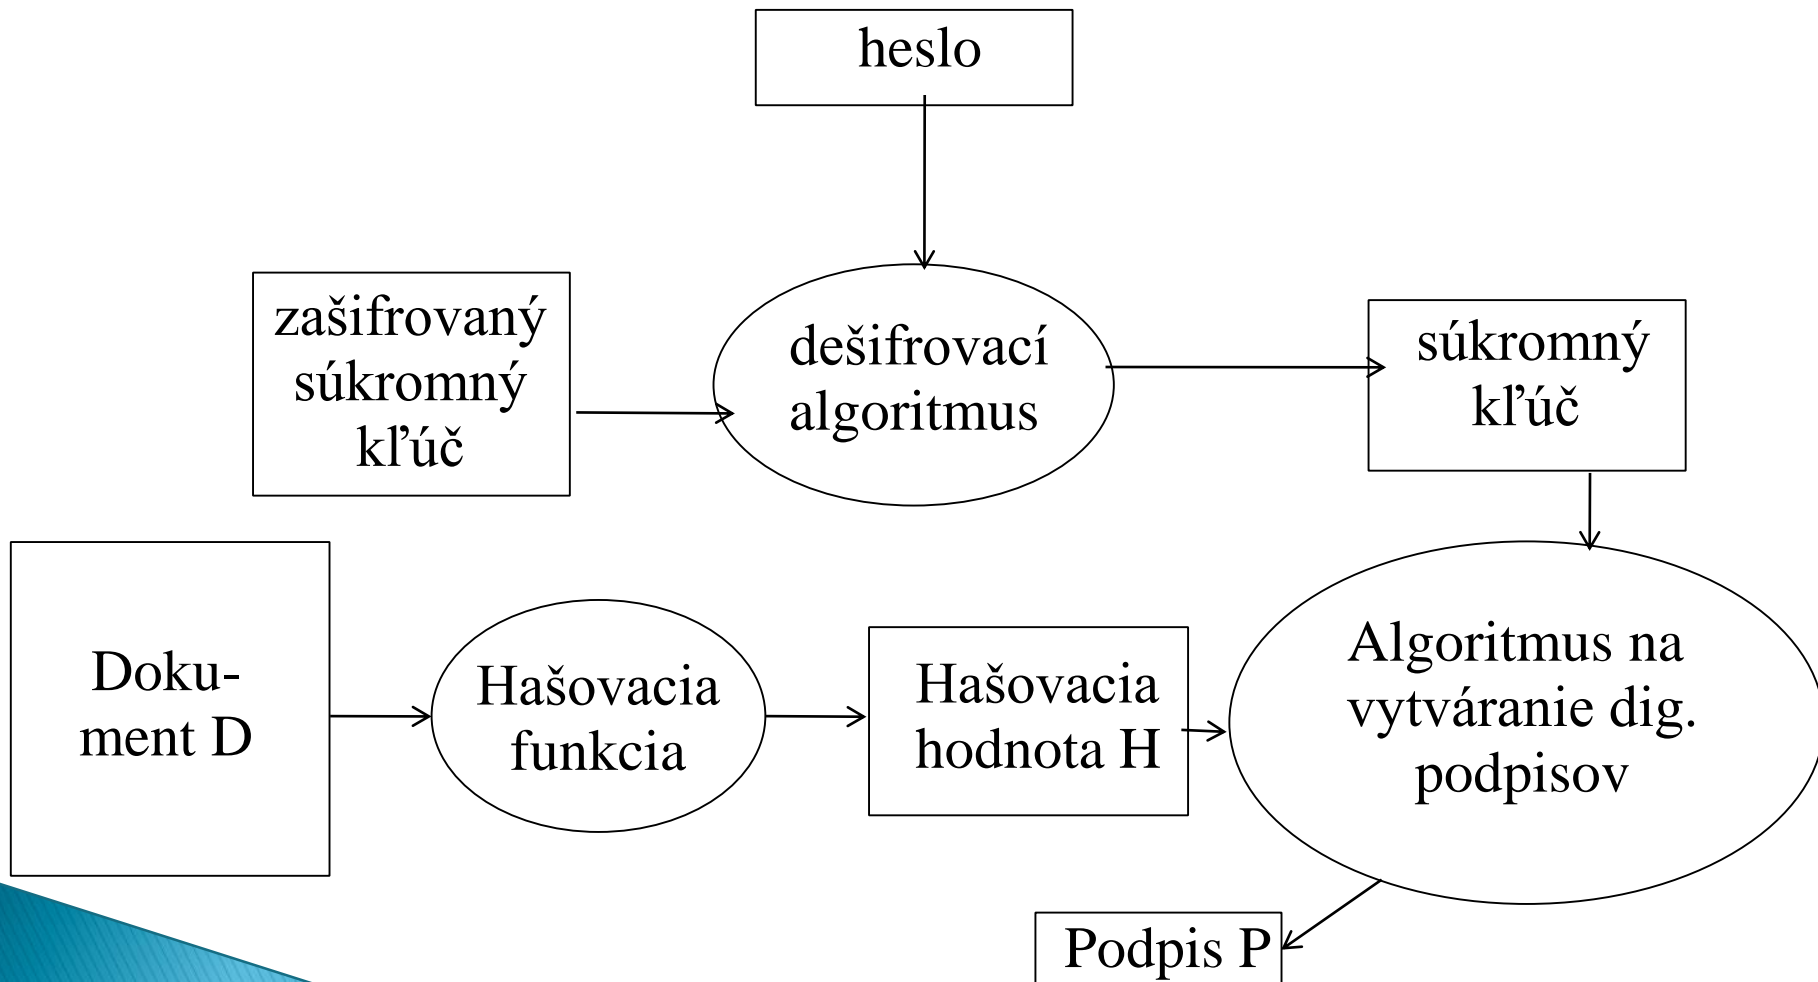 heslo
zašifrovaný
súkromný
kľúč
dešifrovací
algoritmus
súkromný
kľúč
Doku-
ment D
Hašovacia
funkcia
Hašovacia
hodnota H
Algoritmus na
vytváranie dig.
podpisov
Podpis P